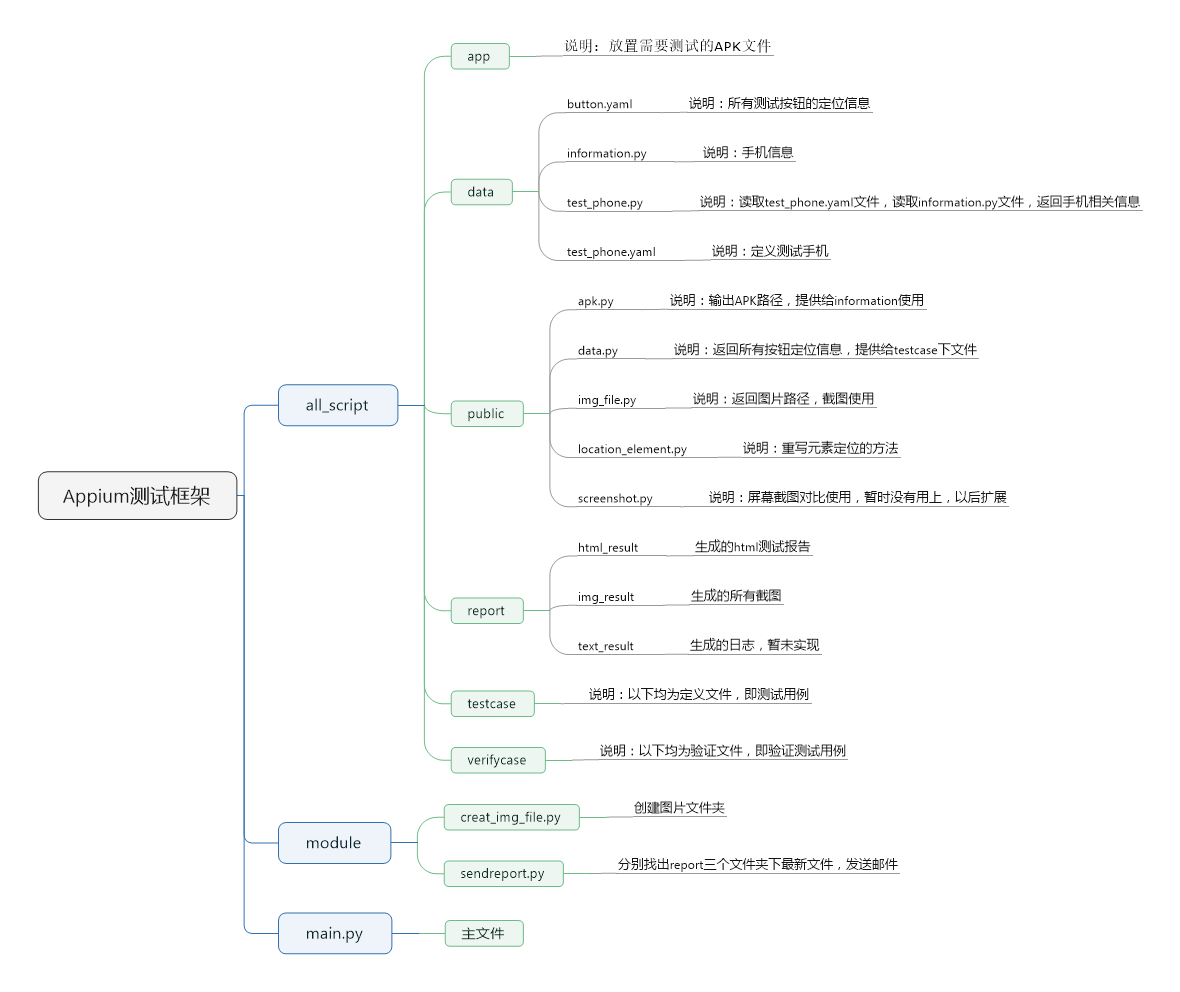 Appium测试框架
all_script
app
说明：放置需要测试的APK文件
data
button.yaml
说明：所有测试按钮的定位信息
information.py
说明：手机信息
test_phone.py
说明：读取test_phone.yaml文件，读取information.py文件，返回手机相关信息
test_phone.yaml
说明：定义测试手机
public
apk.py
说明：输出APK路径，提供给information使用
data.py
说明：返回所有按钮定位信息，提供给testcase下文件
img_file.py
说明：返回图片路径，截图使用
location_element.py
说明：重写元素定位的方法
screenshot.py
说明：屏幕截图对比使用，暂时没有用上，以后扩展
report
html_result
生成的html测试报告
img_result
生成的所有截图
text_result
生成的日志，暂未实现
testcase
说明：以下均为定义文件，即测试用例
verifycase
说明：以下均为验证文件，即验证测试用例
module
creat_img_file.py
创建图片文件夹
sendreport.py
分别找出report三个文件夹下最新文件，发送邮件
main.py
主文件